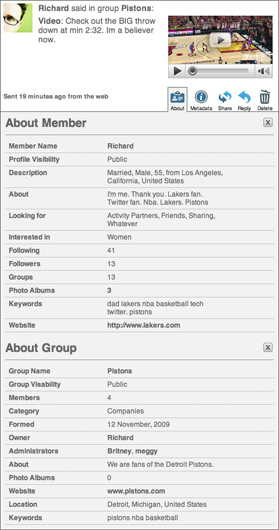 Richard said in group Pistons:
Video: Check out the BIG throw
down at min 2:32. Im a believer
now.
Sent 19 minutes ago from the web
About Metadata Share Reply Delete
About Member X
Member Name Richard
Profile Visibility Public
Description Married, Male, 55, from Los Angeles,
California, United States
About I'm me. Thank you. Lakers fan.
Twitter fan. Nba. Lakers. Pistons
Looking for Activity Partners, Friends, Sharing,
Whatever
Interested in Women
Following 41
Followers 13
Groups 13
Photo Albums 3
Keywords dad lakers nba basketball tech
twitter. pistons
Website http://www.lakers.com
About Group X
Group Name Pistons
Group Visability Public
Members 4
Category Companies
Formed 12 November, 2009
Owner Richard
Administrators Britney, meggy
About We are fans of the Detroit Pistons.
Photo Albums 0
Website www.pistons.com
Location Detroit, Michigan, United States
Keywords pistons nba basketball